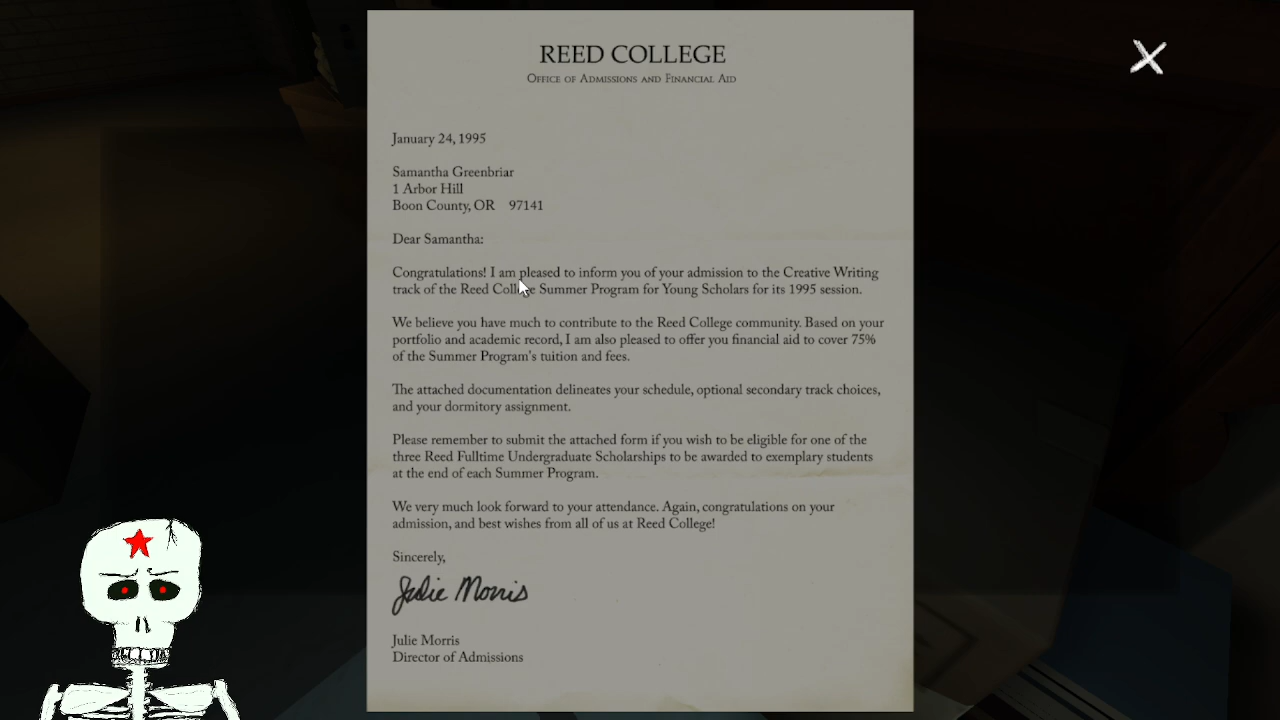 REED COLLEGE
Office of Admissions and Financial Aid
January 24, 1995
Samantha Greenbriar
1 Arbor Hill
Boon County, OR 97141
Dear Samantha:
Congratulations! I am pleased to inform you of your admission to the Creative Writing
track of the Reed College Summer Program for Young Scholars for its 1995 session.
We believe you have much to contribute to the Reed College community. Based on your
portfolio and academic record, I am also pleased to offer you financial aid to cover 75%
of the Summer Program's tuition and fees.
The attached documentation delineates your schedule, optional secondary track choices,
and your dormitory assignment.
Please remember to submit the attached form if you wish to be eligible for one of the
three Reed Fulltime Undergraduate Scholarships to be awarded to exemplary students
at the end of each Summer Program.
We very much look forward to your attendance. Again, congratulations on your
admission, and best wishes from all of us at Reed College!
Sincerely,
Julie Morris
Julie Morris
Director of Admissions